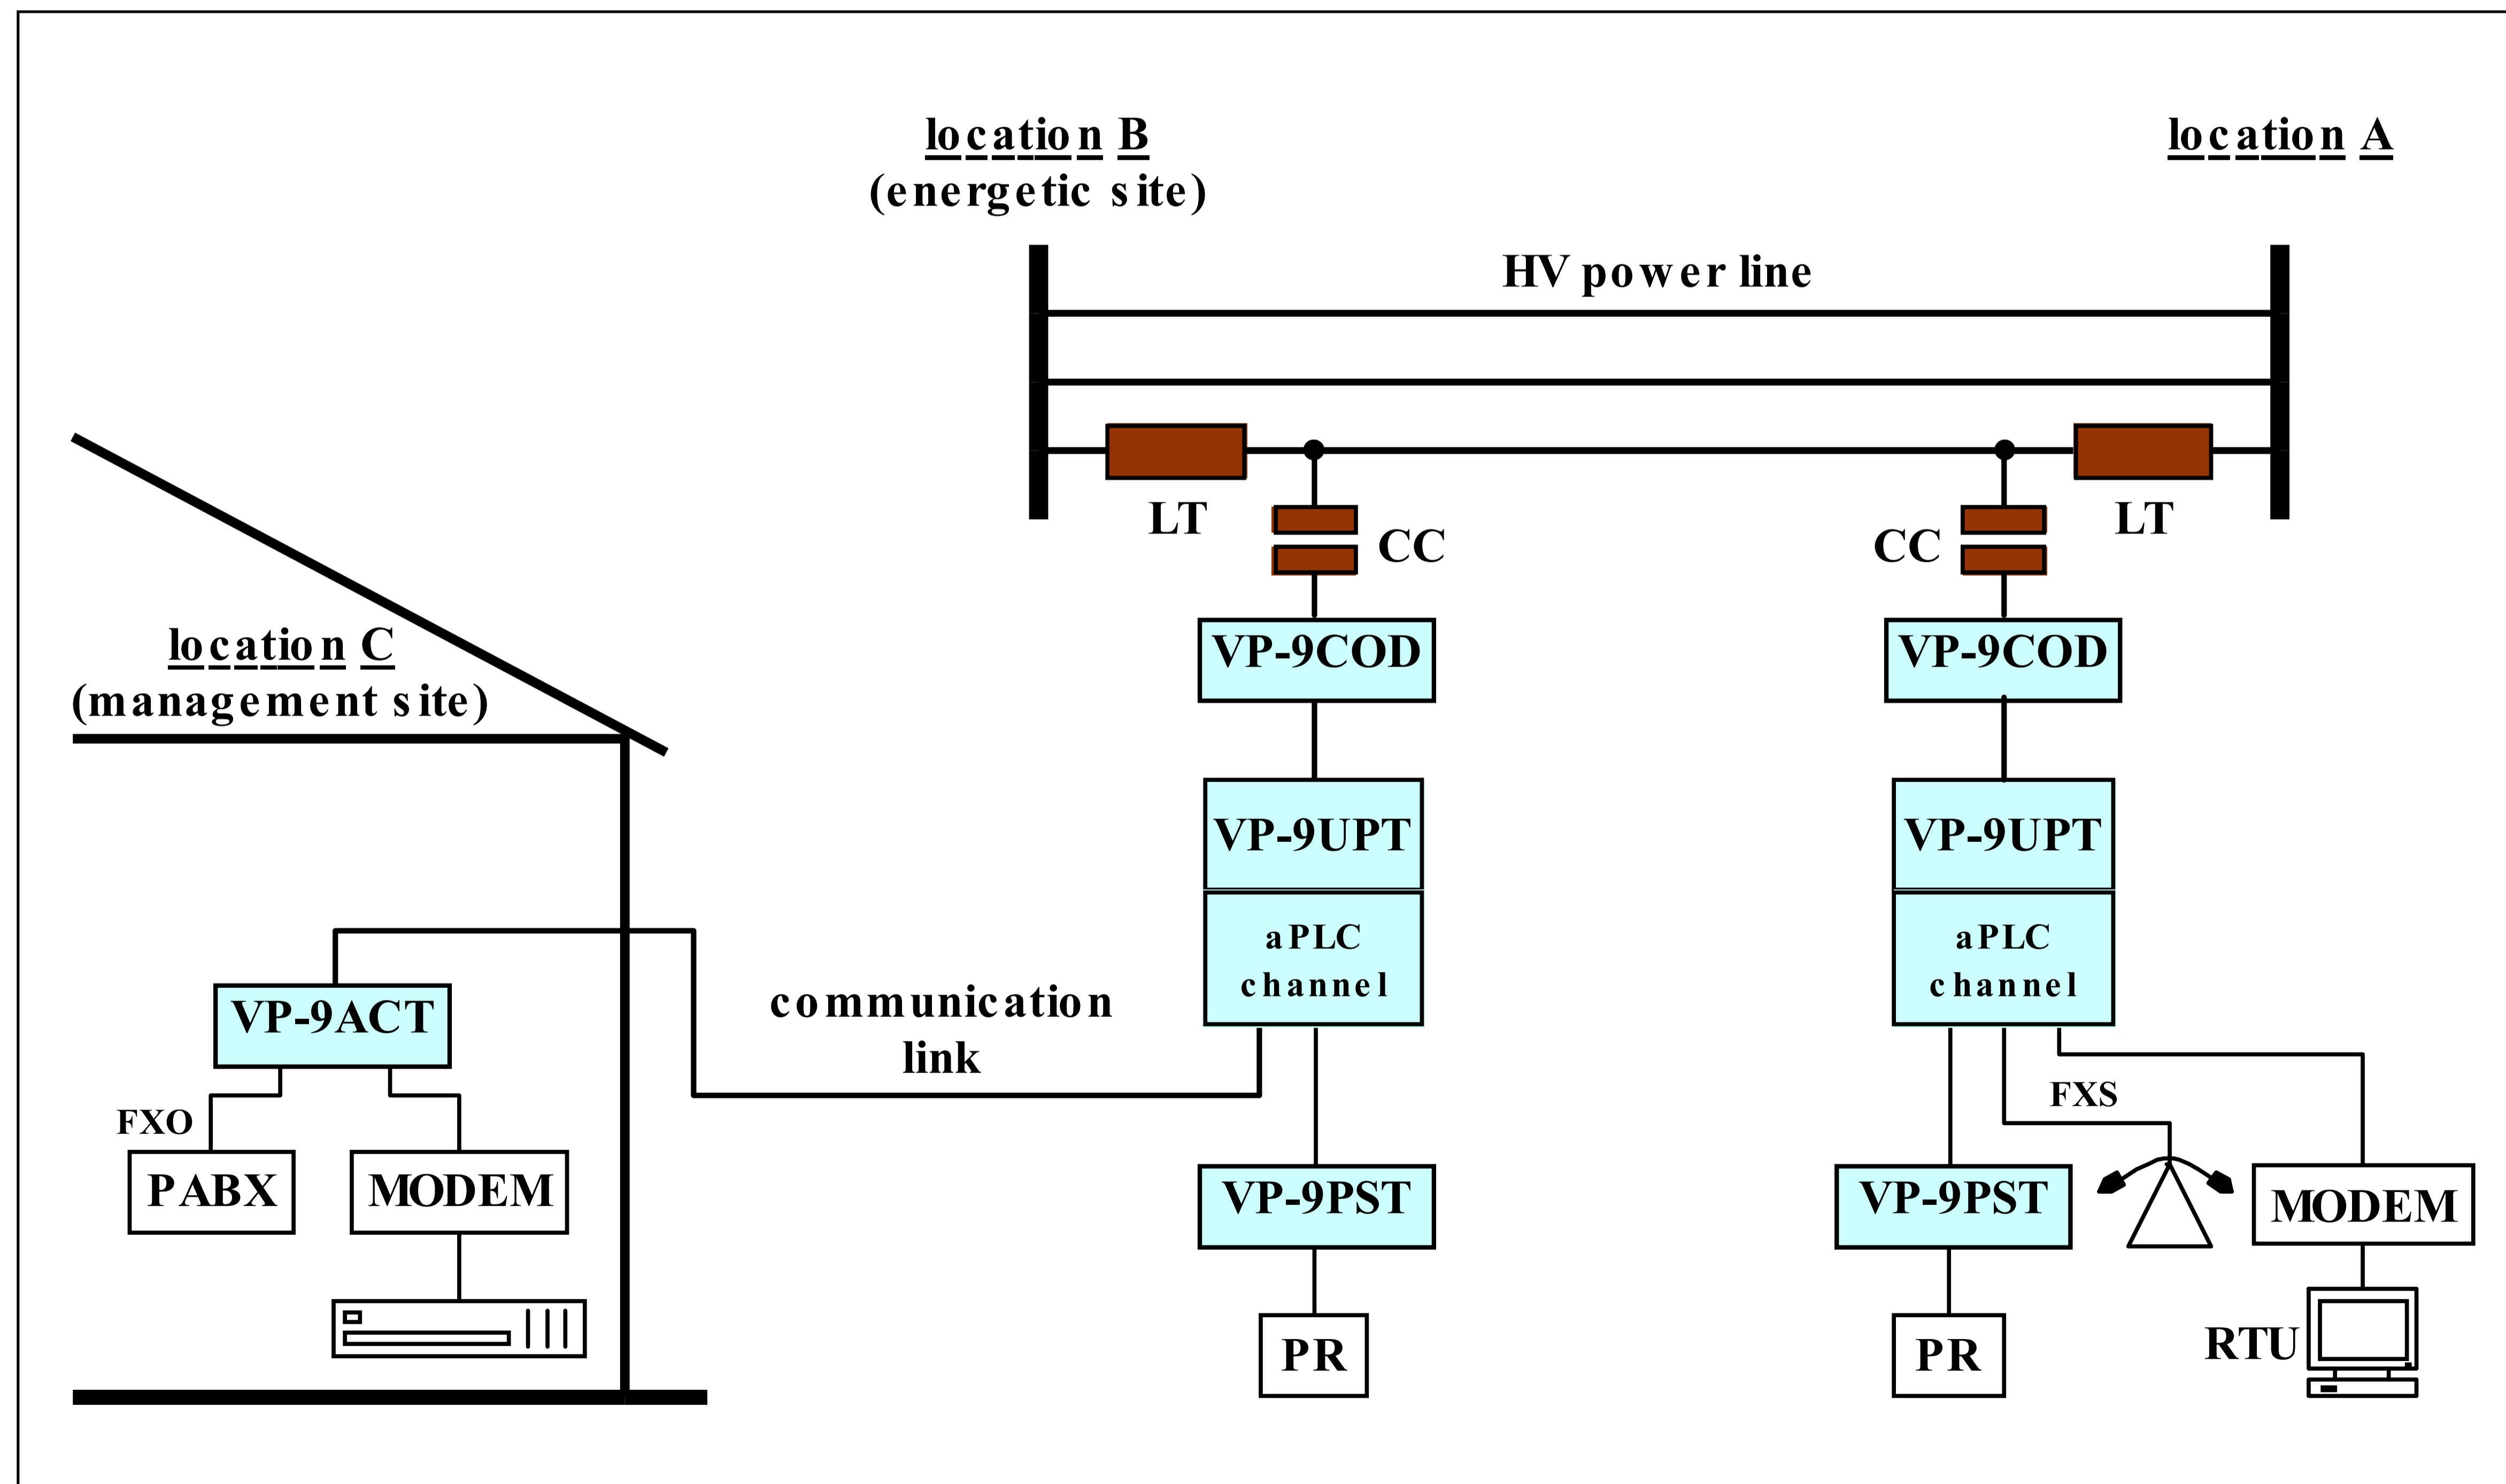 location B
(energetic site)
location A
HV power line
LT
CC
CC
LT
VP-9COD
VP-9COD
location C
(management site)
VP-9UPT
VP-9UPT
aPLC
channel
aPLC
channel
VP-9ACT
communication
link
FXO
FXS
PABX
MODEM
VP-9PST
VP-9PST
MODEM
PR
PR
RTU